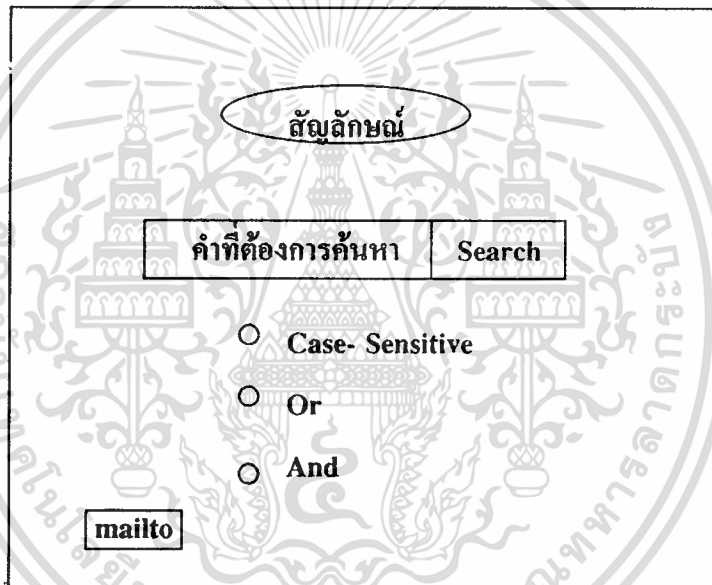 สัญลักษณ์
คำที่ต้องการค้นหา Search
Case- Sensitive
Or
And
mailto